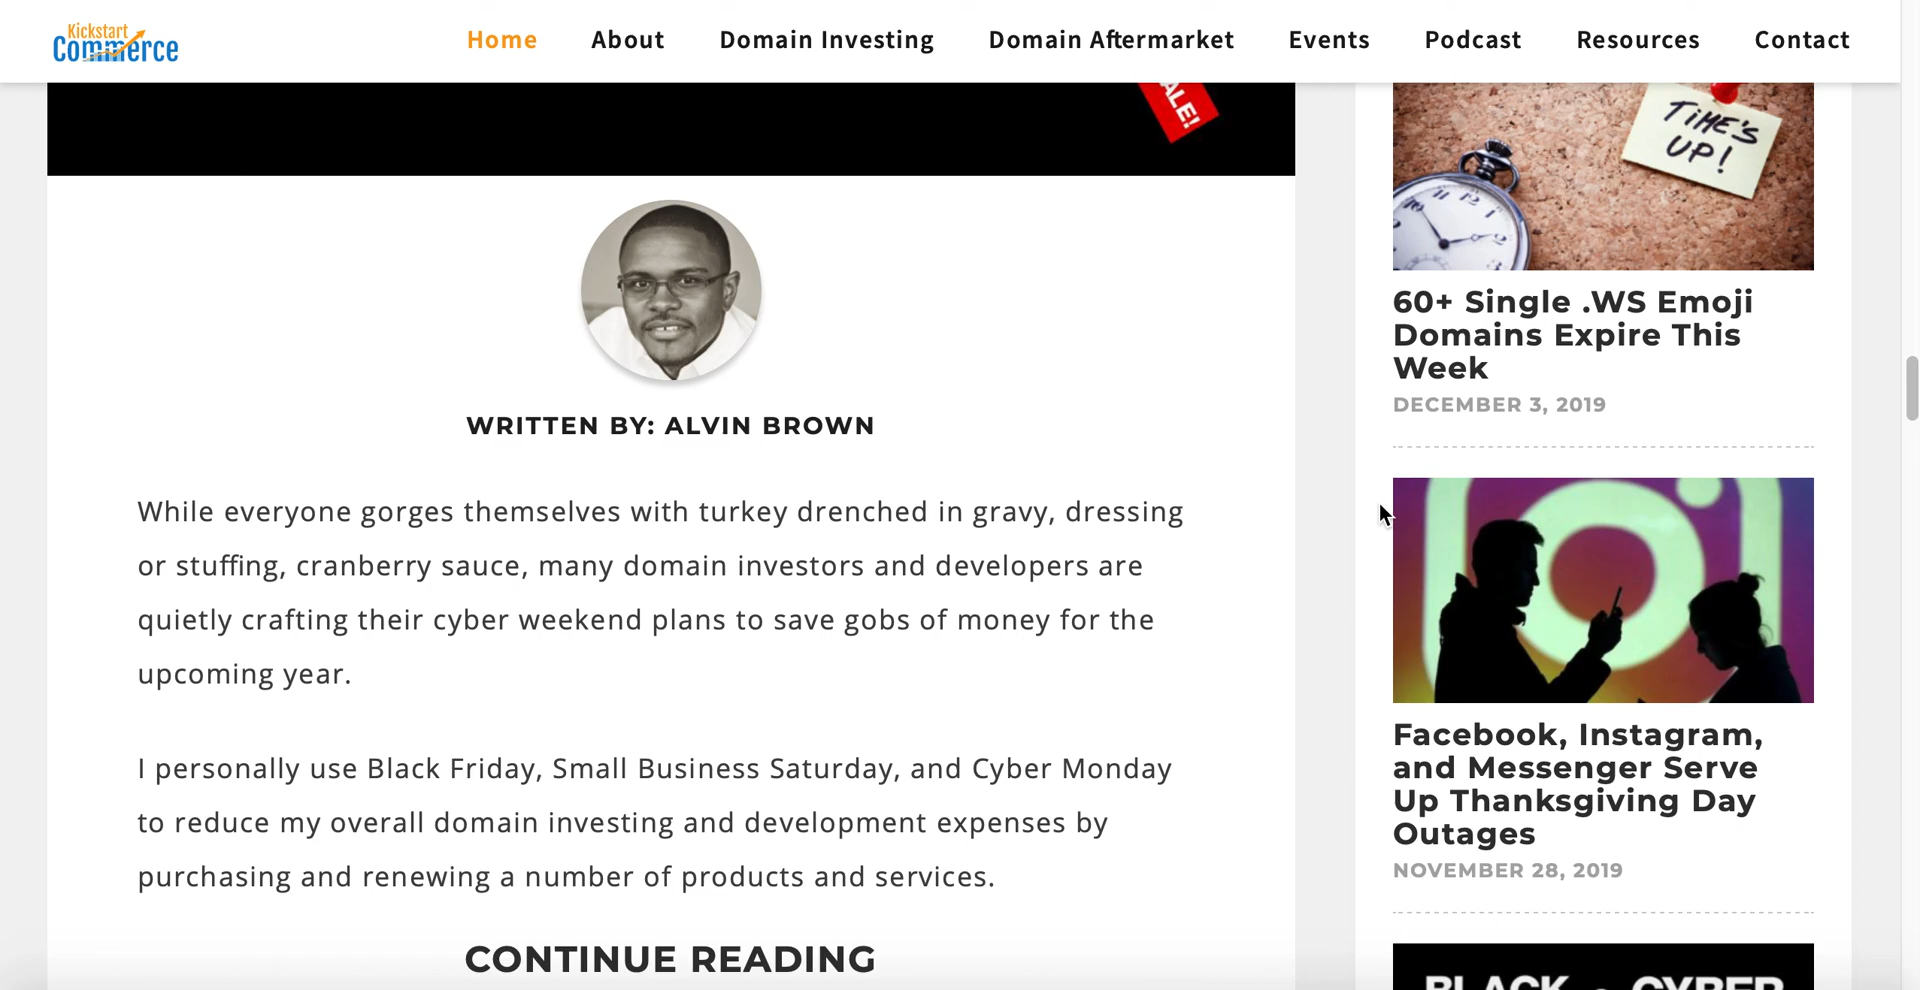 Kickstart
Commerce
Home About Domain Investing Domain Aftermarket Events Podcast Resources Contact
ALE!
WRITTEN BY: ALVIN BROWN
While everyone gorges themselves with turkey drenched in gravy, dressing
or stuffing, cranberry sauce, many domain investors and developers are
quietly crafting their cyber weekend plans to save gobs of money for the
upcoming year.
I personally use Black Friday, Small Business Saturday, and Cyber Monday
to reduce my overall domain investing and development expenses by
purchasing and renewing a number of products and services.
CONTINUE READING
TIME'S
UP!
60+ Single .WS Emoji
Domains Expire This
Week
DECEMBER 3, 2019
Facebook, Instagram,
and Messenger Serve
Up Thanksgiving Day
Outages
NOVEMBER 28, 2019
BLACK CYBER